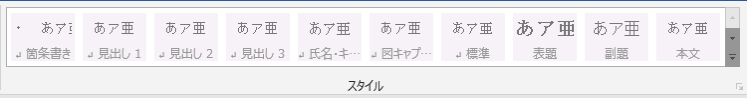 ・ あア あア亜 あア亜 あア亜 あア亜 あア亜 あア亜 あア亜 あア亜 あア亜
↲ 箇条書き ↲ 見出し 1 ↲ 見出し 2 ↲ 見出し 3 ↲ 氏名・キ… ↲ 図キャプ… ↲ 標準 表題 副題 本文
スタイル